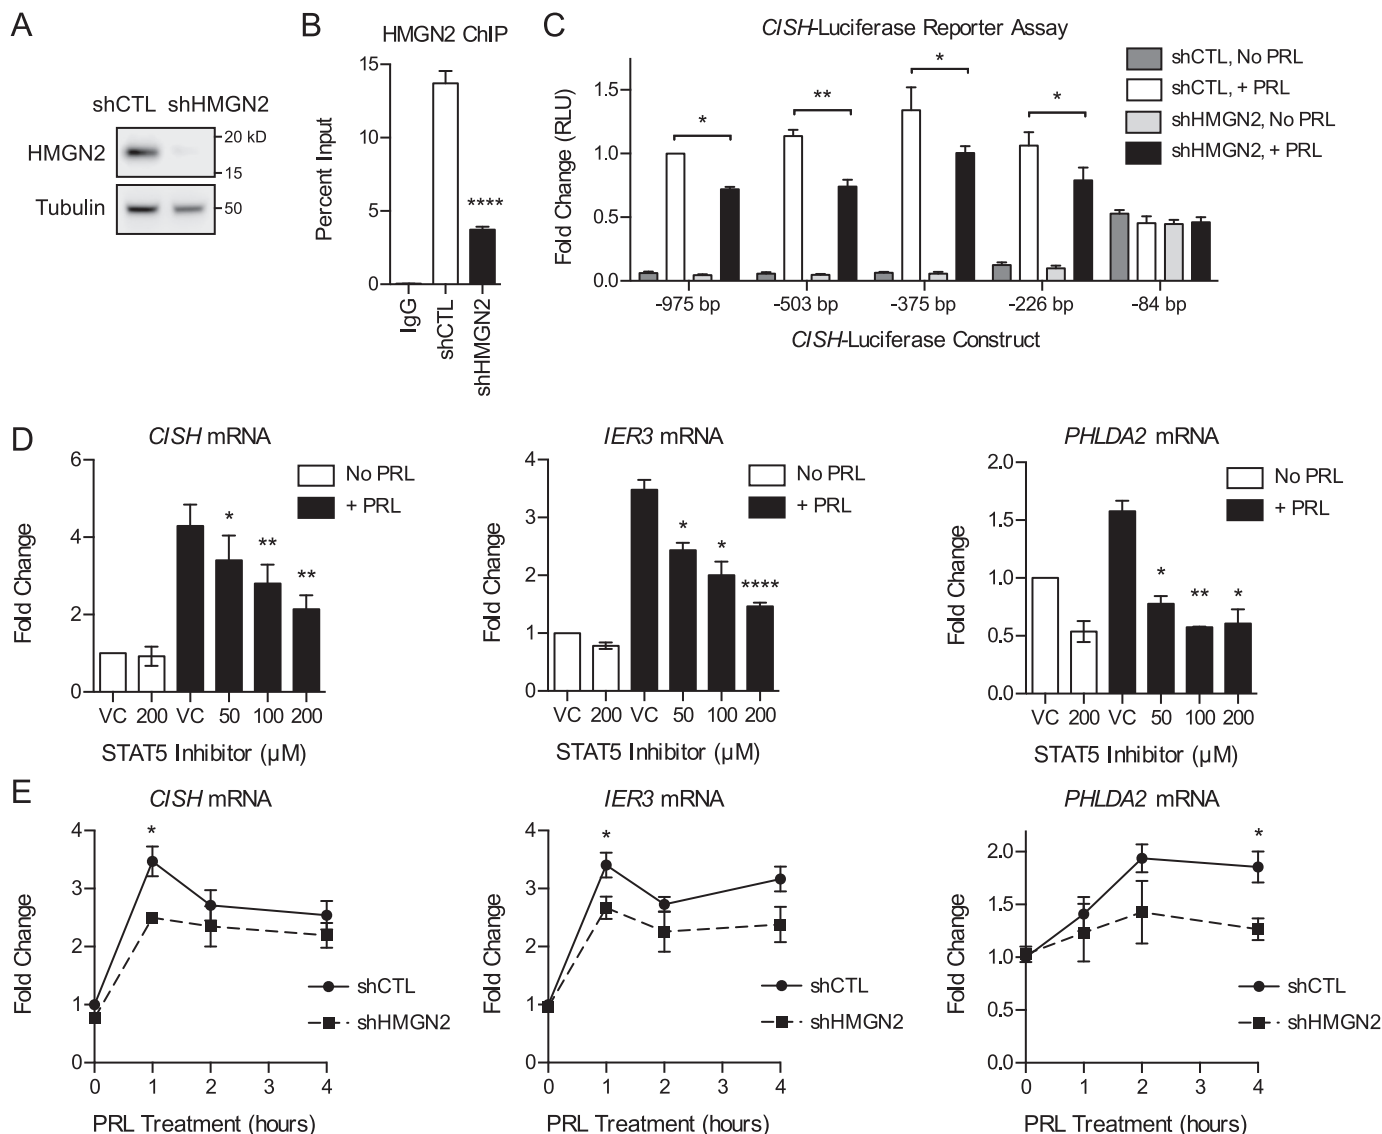 A
shCTL shHMGN2
HMGN2
20 kD
15
Tubulin
50
B
HMGN2 ChIP
Percent Input
15
10
5
0
IgG
shCTL
shHMGN2
****
C
CISH-Luciferase Reporter Assay
Fold Change (RLU)
1.5
1.0
0.5
0.0
* ** * *
-975 bp -503 bp -375 bp -226 bp -84 bp
CISH-Luciferase Construct
shCTL, No PRL
shCTL, + PRL
shHMGN2, No PRL
shHMGN2, + PRL
D
CISH mRNA
Fold Change
6
4
2
0
No PRL
+ PRL
* ** **
VC 200 VC 50 100 200
STAT5 Inhibitor (µM)
IER3 mRNA
Fold Change
4
3
2
1
0
No PRL
+ PRL
* * ****
VC 200 VC 50 100 200
STAT5 Inhibitor (µM)
PHLDA2 mRNA
Fold Change
2.0
1.5
1.0
0.5
0.0
No PRL
+ PRL
* ** *
VC 200 VC 50 100 200
STAT5 Inhibitor (µM)
E
CISH mRNA
Fold Change
4
3
2
1
0
*
shCTL
shHMGN2
0 1 2 3 4
PRL Treatment (hours)
IER3 mRNA
Fold Change
4
3
2
1
0
*
shCTL
shHMGN2
0 1 2 3 4
PRL Treatment (hours)
PHLDA2 mRNA
Fold Change
2.0
1.5
1.0
0.5
0.0
*
shCTL
shHMGN2
0 1 2 3 4
PRL Treatment (hours)